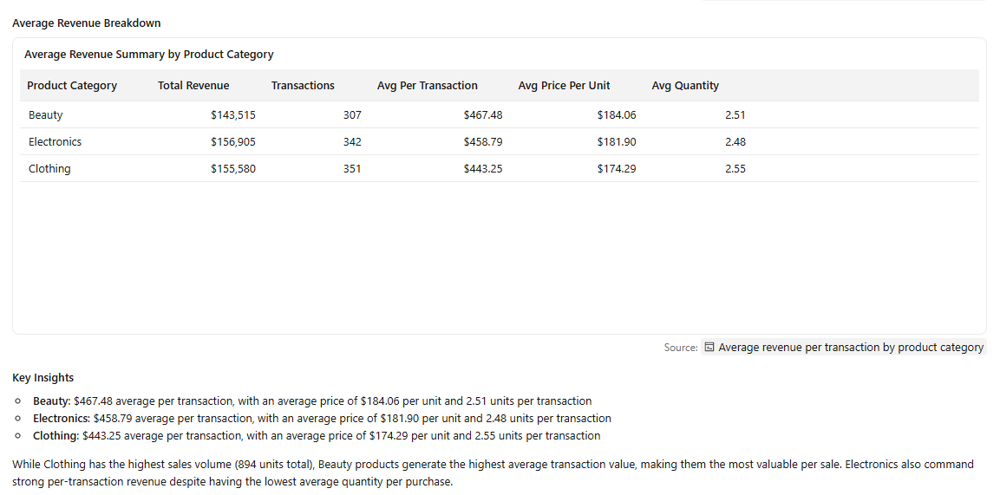 Average Revenue Breakdown
Average Revenue Summary by Product Category
Product Category Total Revenue Transactions Avg Per Transaction Avg Price Per Unit Avg Quantity
Beauty $143,515 307 $467.48 $184.06 2.51
Electronics $156,905 342 $458.79 $181.90 2.48
Clothing $155,580 351 $443.25 $174.29 2.55
Source: Average revenue per transaction by product category
Key Insights
Beauty: $467.48 average per transaction, with an average price of $184.06 per unit and 2.51 units per transaction
Electronics: $458.79 average per transaction, with an average price of $181.90 per unit and 2.48 units per transaction
Clothing: $443.25 average per transaction, with an average price of $174.29 per unit and 2.55 units per transaction
While Clothing has the highest sales volume (894 units total), Beauty products generate the highest average transaction value, making them the most valuable per sale. Electronics also command
strong per-transaction revenue despite having the lowest average quantity per purchase.